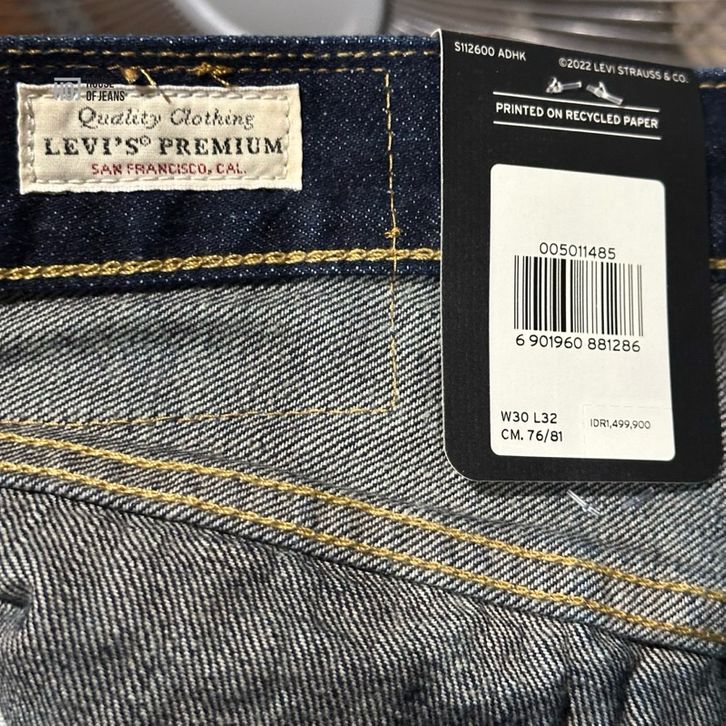 HOJ HOUSE
OF JEANS
Quality Clothing
LEVI'S® PREMIUM
SAN FRANCISCO, CAL.
S112600 ADHK
©2022 LEVI STRAUSS & CO.
PRINTED ON RECYCLED PAPER
005011485
6 901960 881286
W30 L32
CM. 76/81
IDR1,499,900